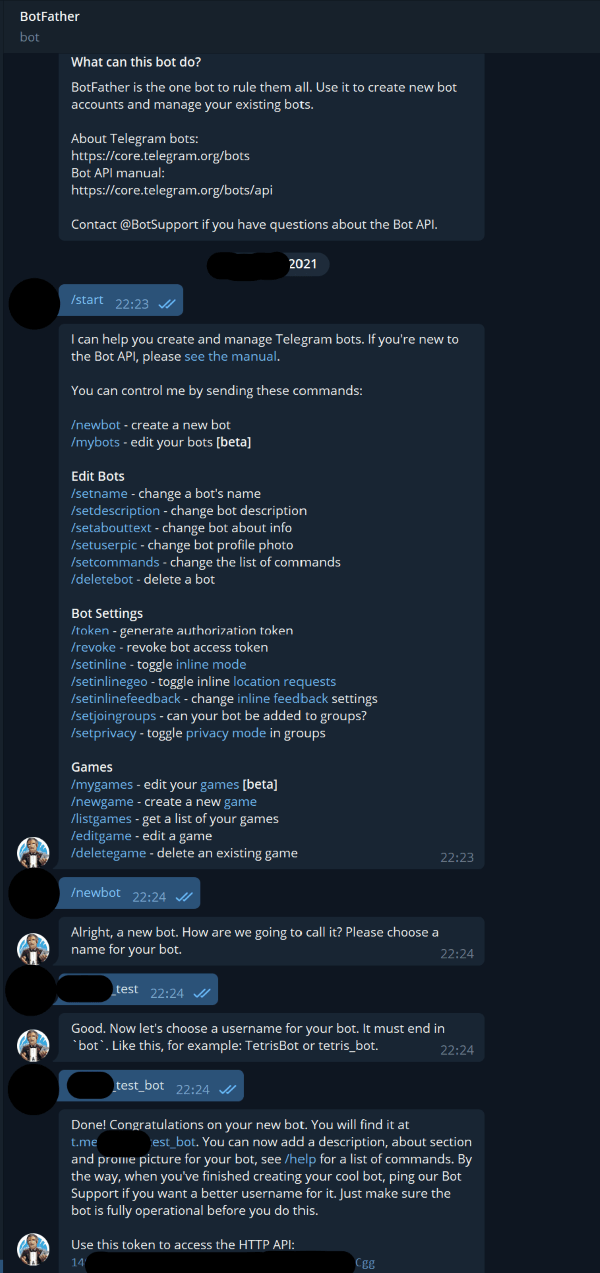 BotFather
bot
What can this bot do?
BotFather is the one bot to rule them all. Use it to create new bot
accounts and manage your existing bots.
About Telegram bots:
https://core.telegram.org/bots
Bot API manual:
https://core.telegram.org/bots/api
Contact @BotSupport if you have questions about the Bot API.
2021
/start 22:23
I can help you create and manage Telegram bots. If you're new to
the Bot API, please see the manual.
You can control me by sending these commands:
/newbot - create a new bot
/mybots - edit your bots [beta]
Edit Bots
/setname - change a bot's name
/setdescription - change bot description
/setabouttext - change bot about info
/setuserpic - change bot profile photo
/setcommands - change the list of commands
/deletebot - delete a bot
Bot Settings
/token - generate authorization token
/revoke - revoke bot access token
/setinline - toggle inline mode
/setinlinegeo - toggle inline location requests
/setinlinefeedback - change inline feedback settings
/setjoingroups - can your bot be added to groups?
/setprivacy - toggle privacy mode in groups
Games
/mygames - edit your games [beta]
/newgame - create a new game
/listgames - get a list of your games
/editgame - edit a game
/deletegame - delete an existing game
22:23
/newbot 22:24
Alright, a new bot. How are we going to call it? Please choose a
name for your bot.
22:24
_test 22:24
Good. Now let's choose a username for your bot. It must end in
`bot`. Like this, for example: TetrisBot or tetris_bot.
22:24
_test_bot 22:24
Done! Congratulations on your new bot. You will find it at
t.me est_bot. You can now add a description, about section
and profile picture for your bot, see /help for a list of commands. By
the way, when you've finished creating your cool bot, ping our Bot
Support if you want a better username for it. Just make sure the
bot is fully operational before you do this.
Use this token to access the HTTP API:
14 Cgg